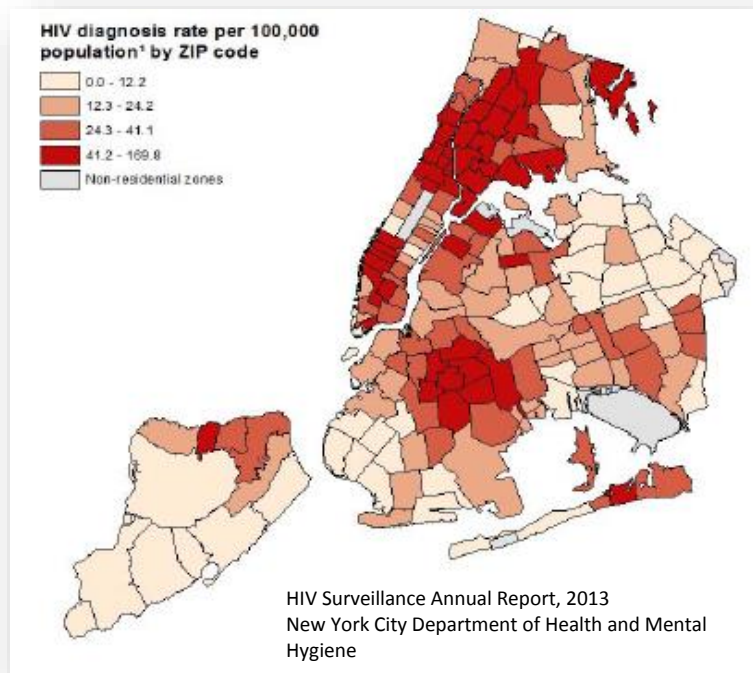 HIV diagnosis rate per 100,000
population¹ by ZIP code
0.0 - 12.2
12.3 - 24.2
24.3 - 41.1
41.2 - 169.8
Non-residential zones
HIV Surveillance Annual Report, 2013
New York City Department of Health and Mental
Hygiene